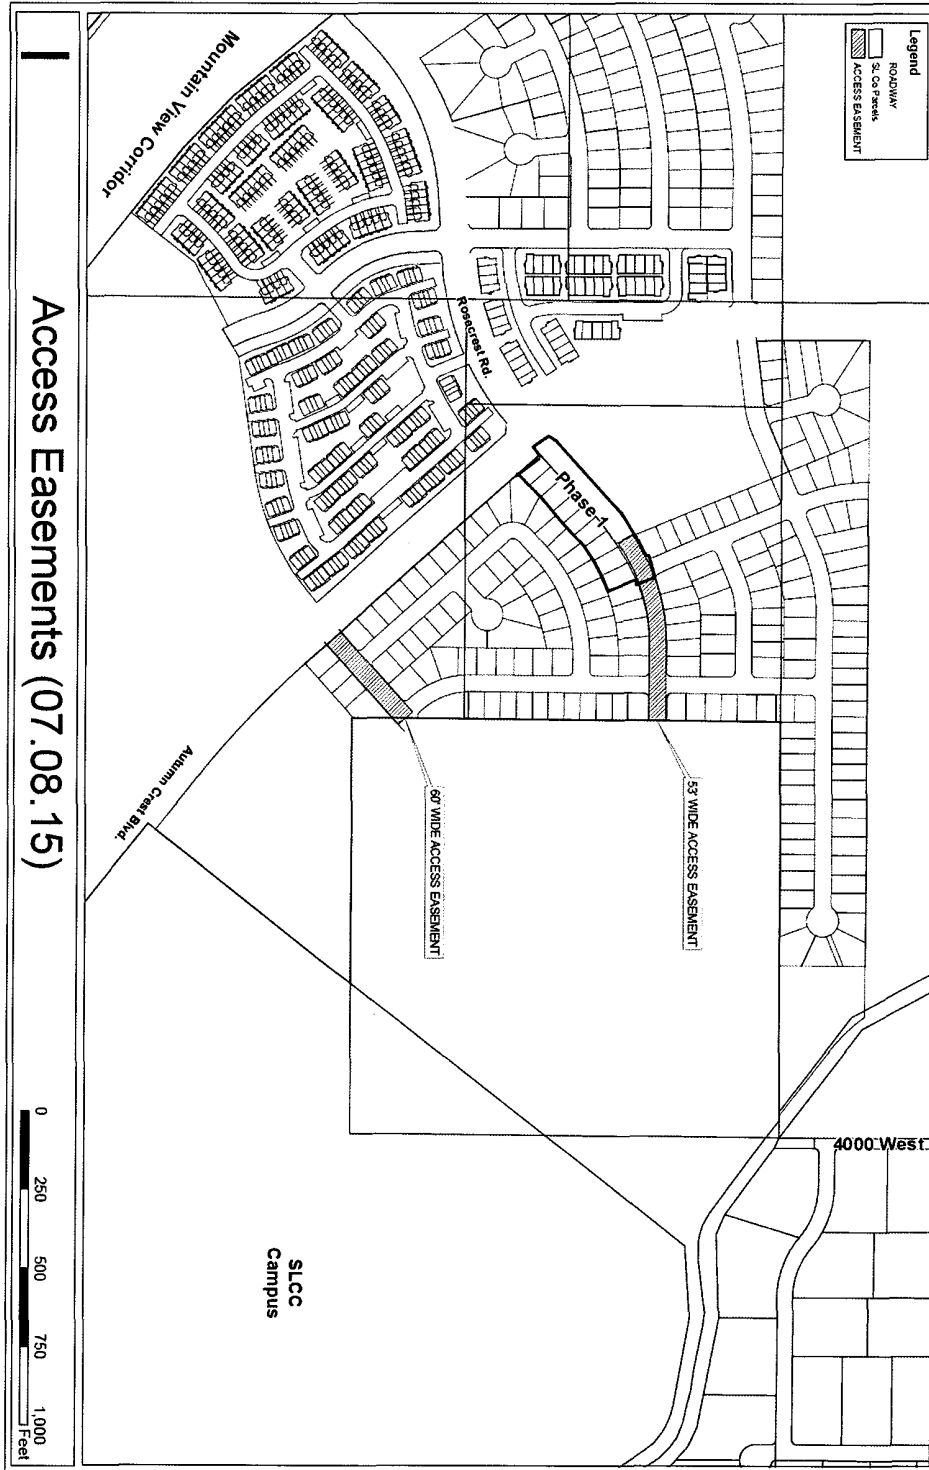 Legend
ROADWAY
SL Co Parcels
ACCESS EASEMENT
Mountain View Corridor
Rosecrest Rd.
Phase-1
53' WIDE ACCESS EASEMENT
60' WIDE ACCESS EASEMENT
Autumn Crest Blvd.
4000 West
SLCC
Campus
Access Easements (07.08.15)
0 250 500 750 1,000
Feet